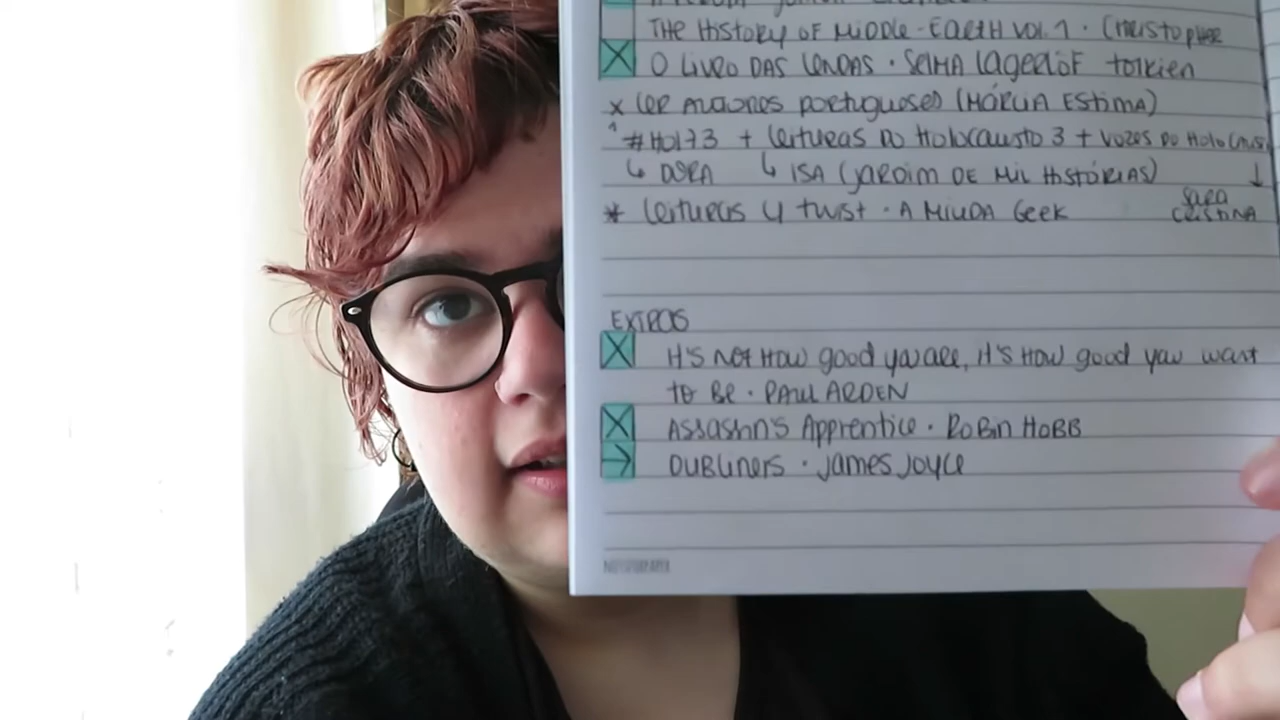 THE HISTORY OF MIDDLE-EARTH VOL.1 · CHRISTOPHER
O LIVRO DAS LENDAS · SELMA LAGERLÖF TOLKIEN
x LER AUTORES PORTUGUESES (MÁRCIA ESTIMA)
#HOL73 + LEITURAS DO HOLOCAUSTO 3 + VOZES DO
↳ DORA ↳ ISA (JARDIM DE MIL HISTÓRIAS) ↓
* LEITURAS C/ TWIST · A MIUDA GEEK SARA CRISTINA
EXTRAS
IT'S NOT HOW good you are, IT'S HOW good you want
to BE · PAUL ARDEN
Assassin's Apprentice · ROBIN HOBB
DUBLINERS · JAMES JOYCE